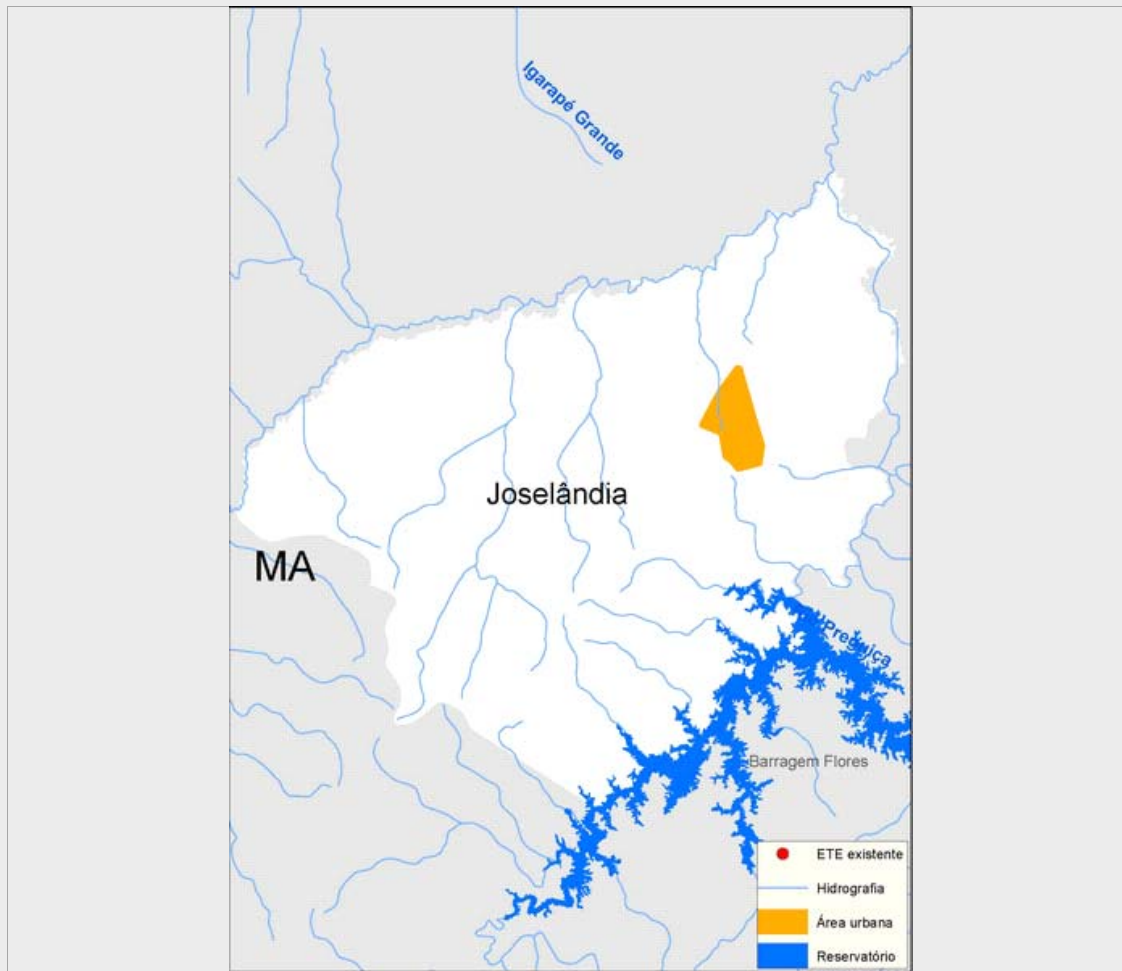 Igarapé Grande
Joselândia
MA
Preguiça
Barragem Flores
ETE existente
Hidrografia
Área urbana
Reservatório